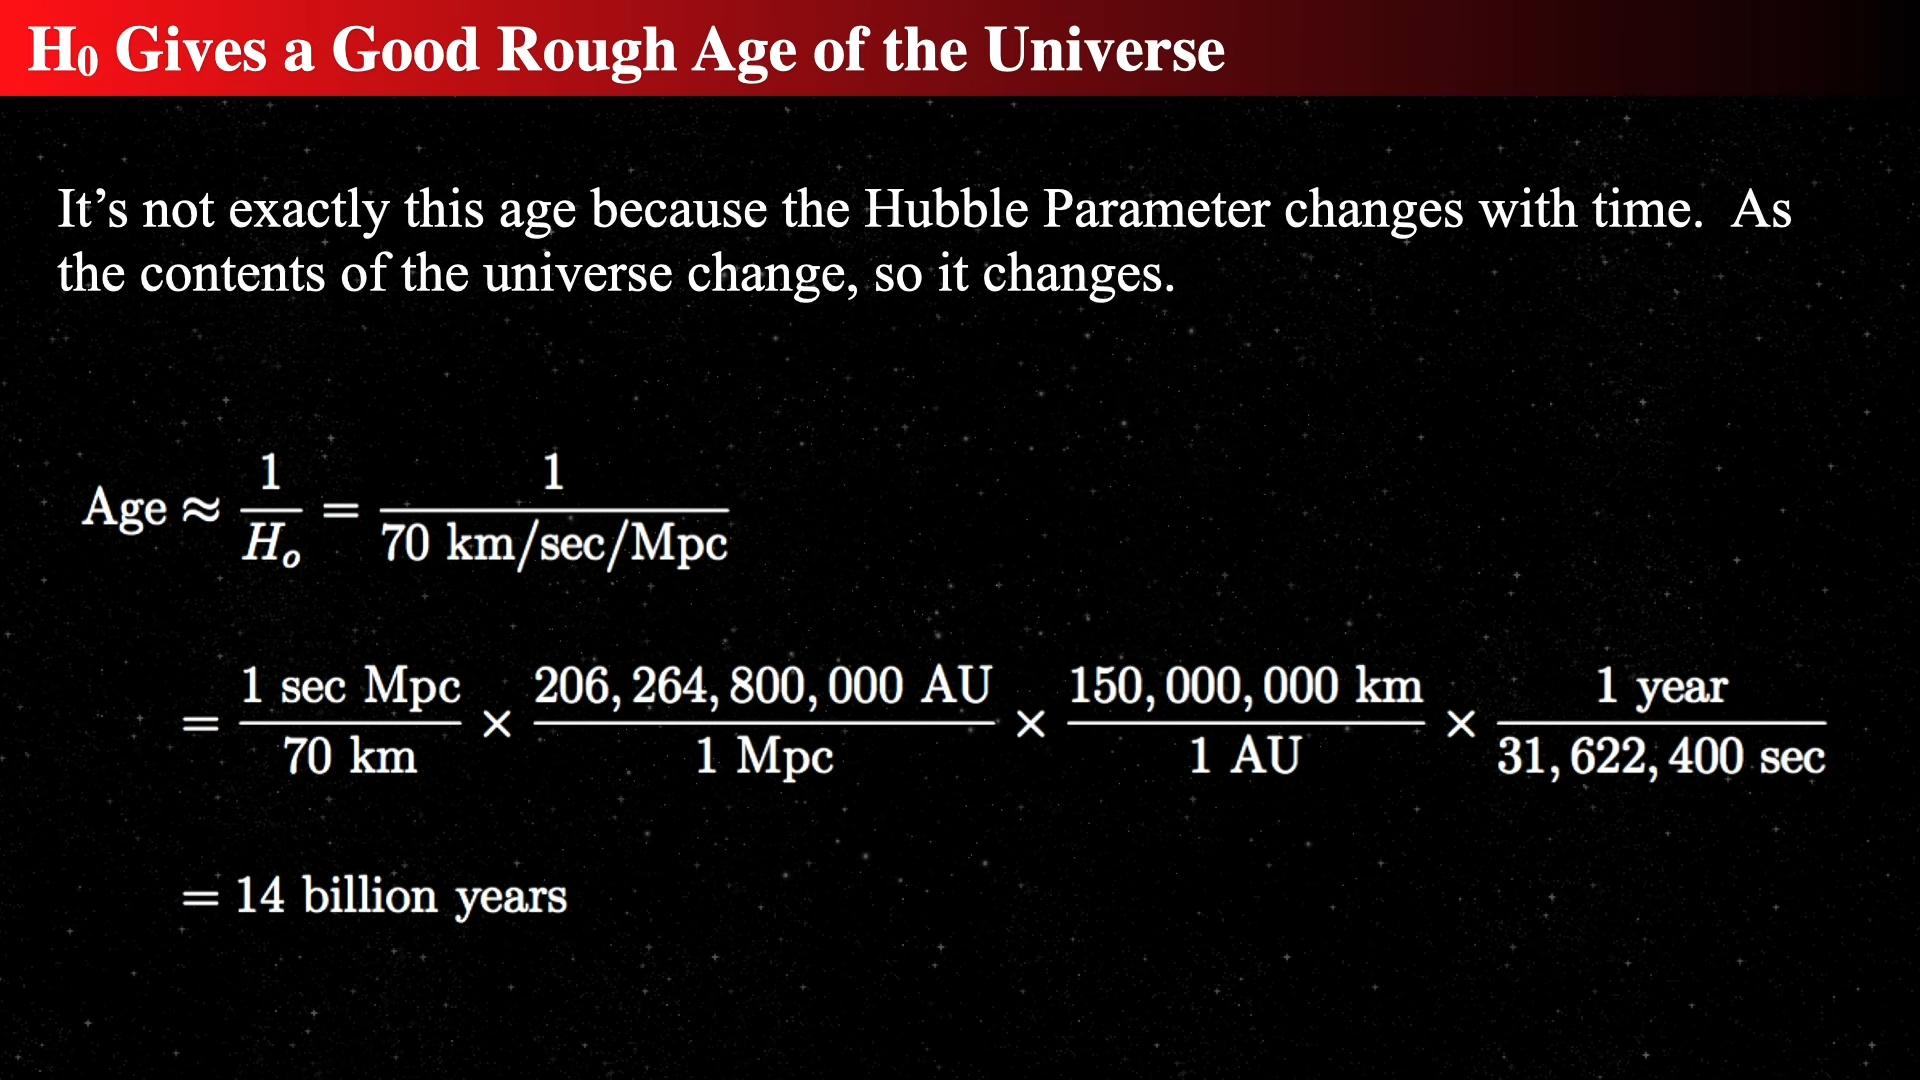 H₀ Gives a Good Rough Age of the Universe
It’s not exactly this age because the Hubble Parameter changes with time.  As
the contents of the universe change, so it changes.
Age ≈ 1/Hₒ = 1/(70 km/sec/Mpc)
= (1 sec Mpc)/(70 km) × (206, 264, 800, 000 AU)/(1 Mpc) × (150, 000, 000 km)/(1 AU) × (1 year)/(31, 622, 400 sec)
= 14 billion years